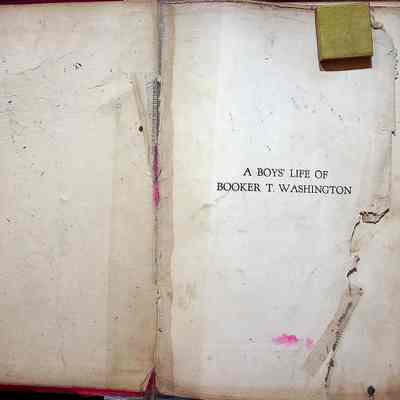 A BOYS' LIFE OF
BOOKER T. WASHINGTON